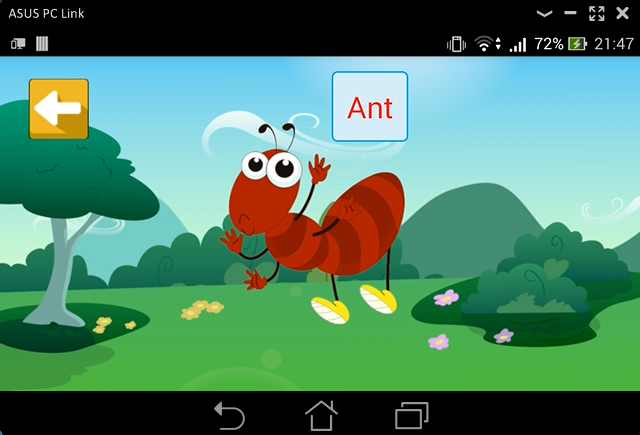 ASUS PC Link
72% 21:47
Ant